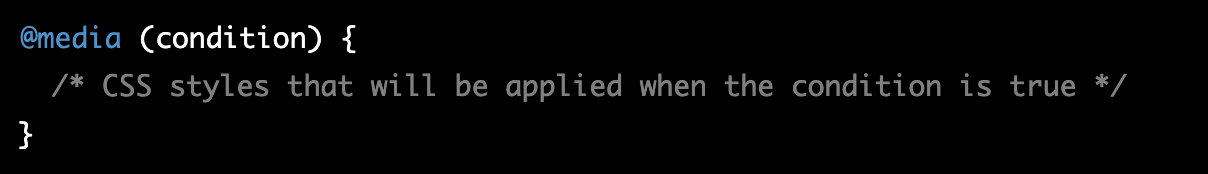 @media (condition) {
/* CSS styles that will be applied when the condition is true */
}